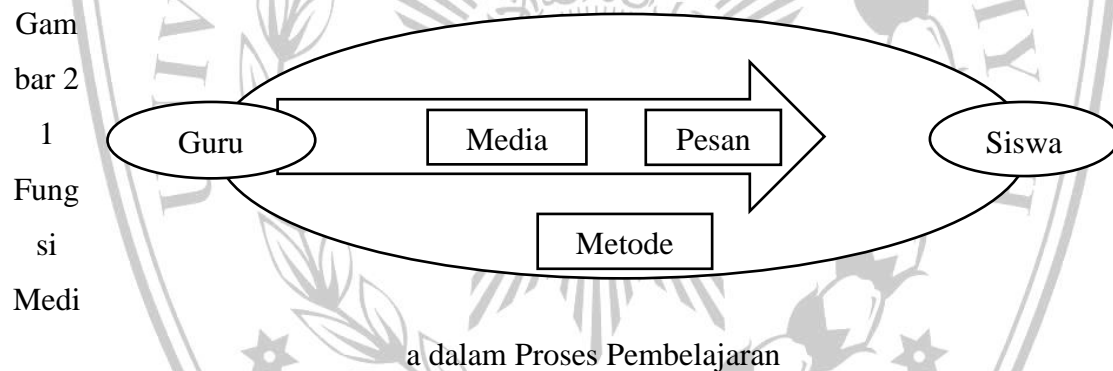 Gam
bar 2
1
Fung
si
Medi
Guru
Media
Pesan
Siswa
Metode
a dalam Proses Pembelajaran